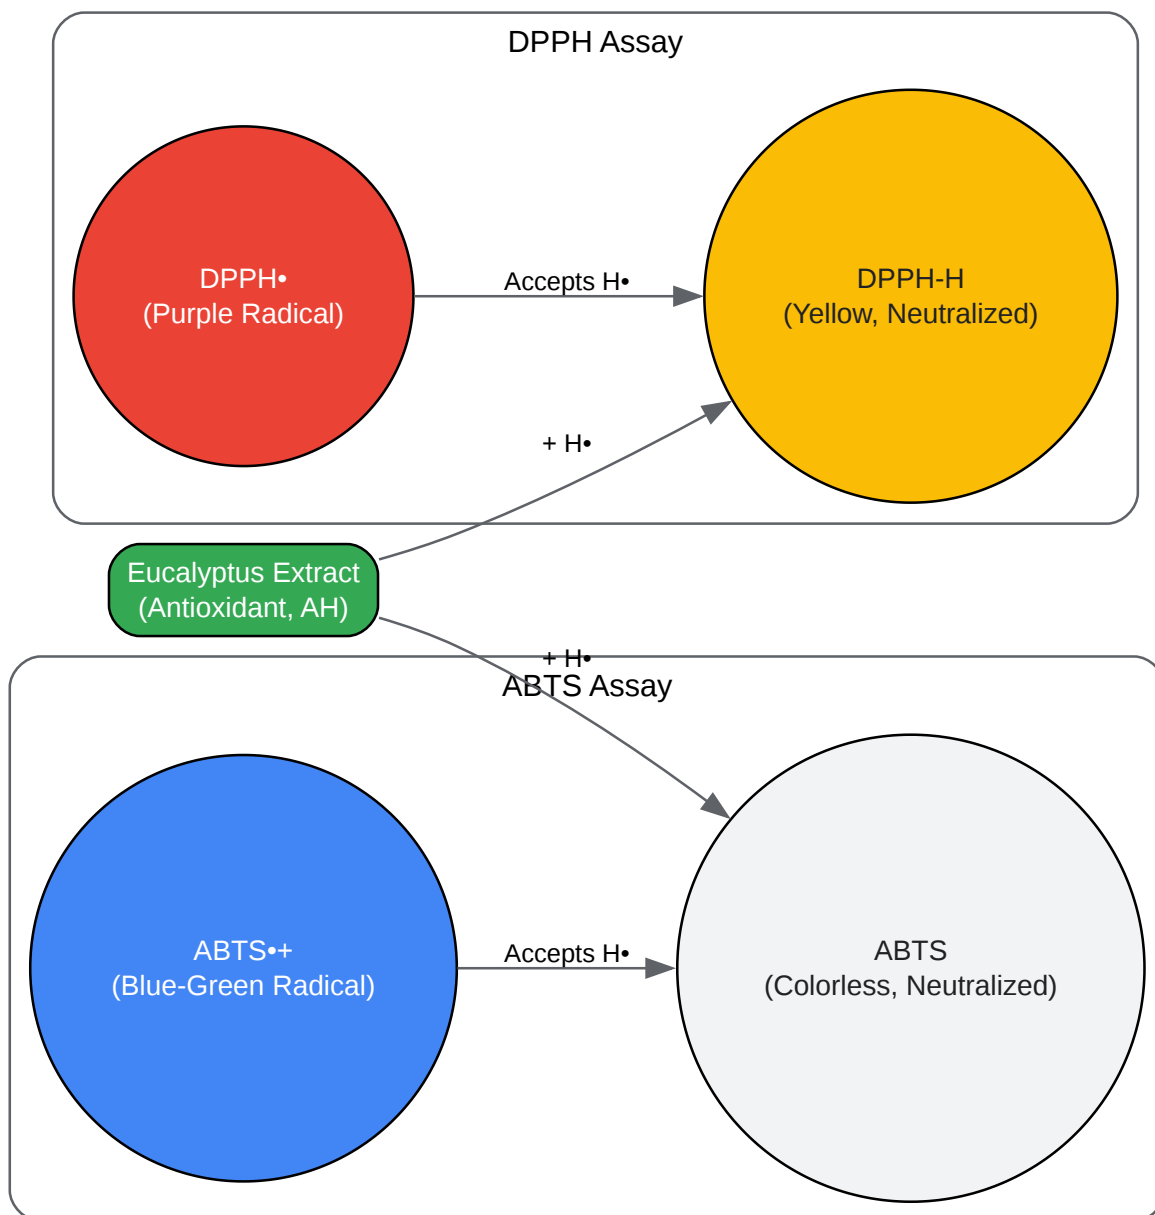 DPPH Assay
DPPH•
(Purple Radical)
Accepts H•
DPPH-H
(Yellow, Neutralized)
+ H•
Eucalyptus Extract
(Antioxidant, AH)
+ H•
ABTS Assay
ABTS•+
(Blue-Green Radical)
Accepts H•
ABTS
(Colorless, Neutralized)